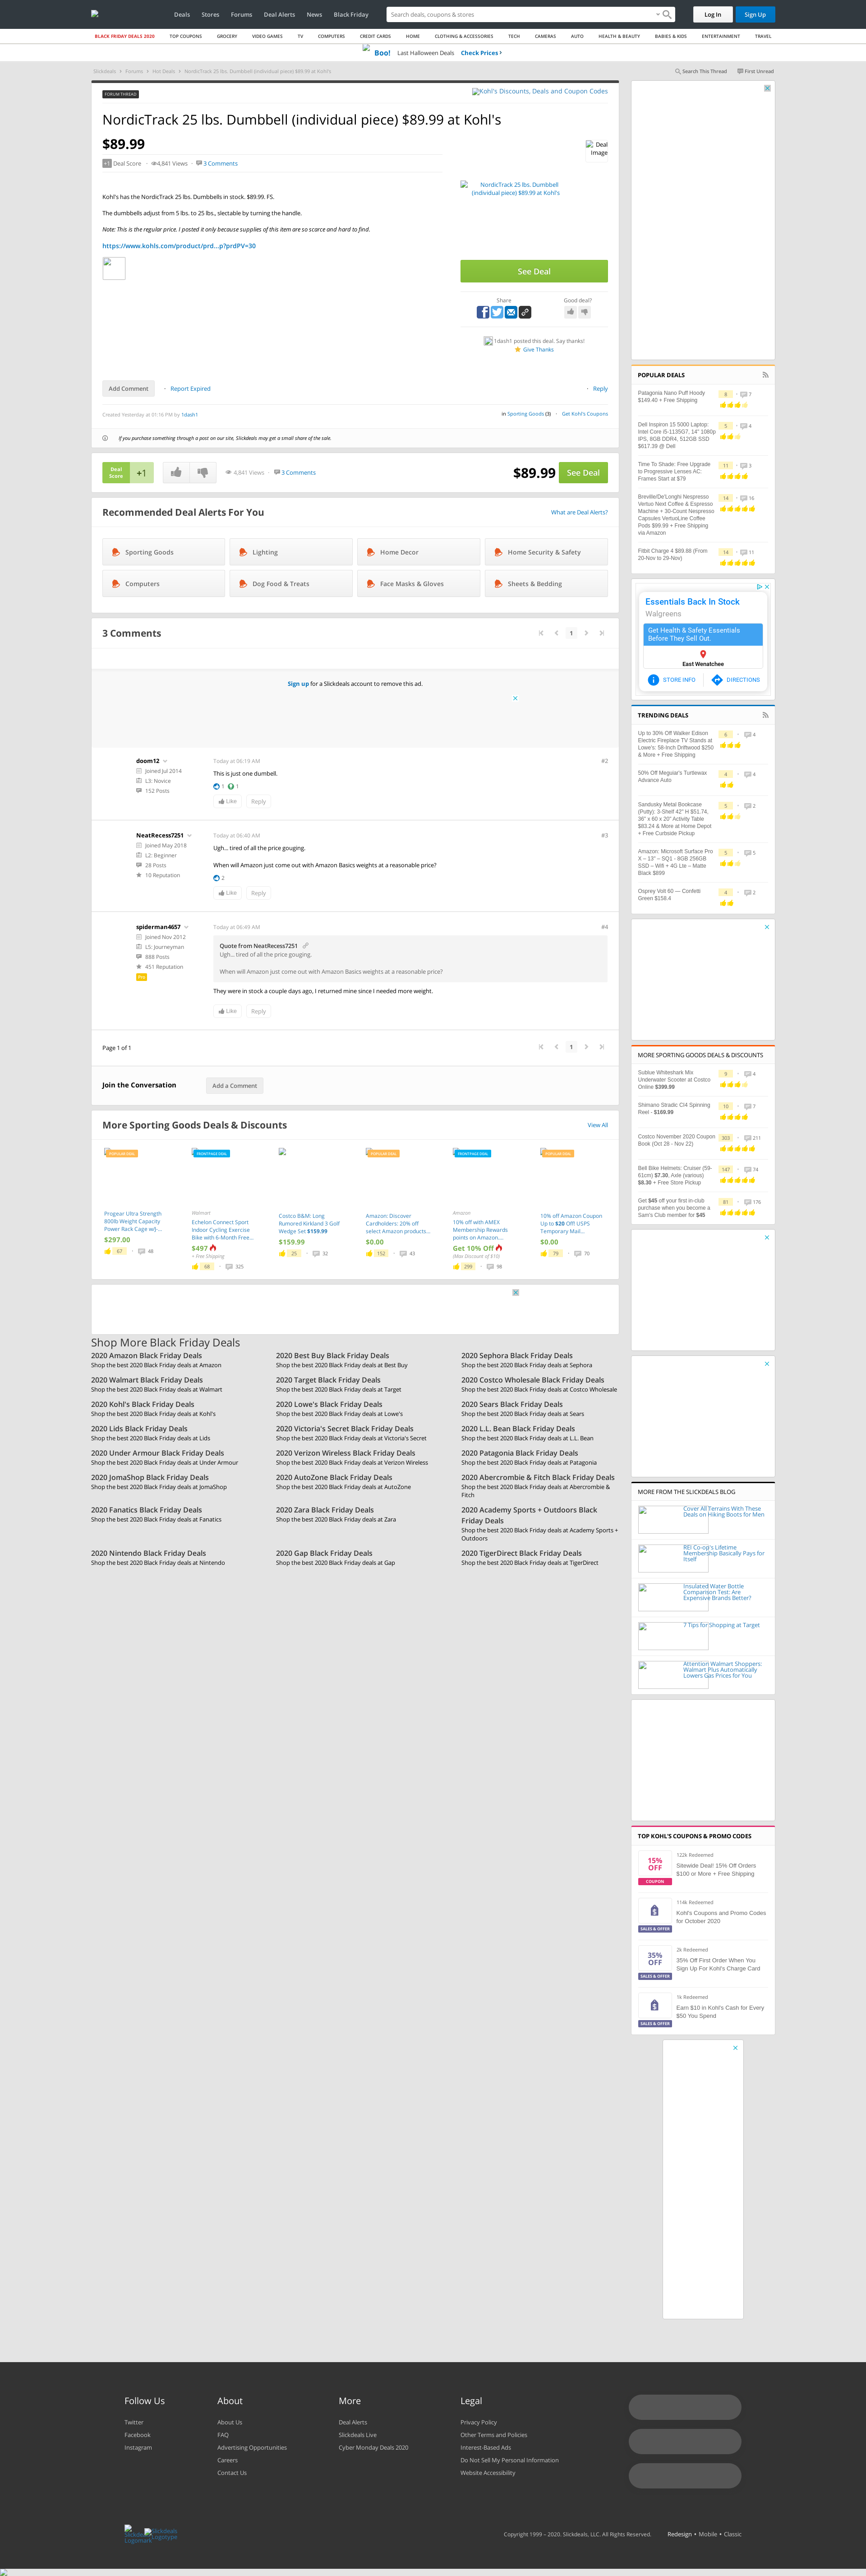 Deals
Stores
Forums
Deal Alerts
News
Black Friday
Search deals, coupons & stores
Log In
Sign Up
BLACK FRIDAY DEALS 2020
TOP COUPONS
GROCERY
VIDEO GAMES
TV
COMPUTERS
CREDIT CARDS
HOME
CLOTHING & ACCESSORIES
TECH
CAMERAS
AUTO
HEALTH & BEAUTY
BABIES & KIDS
ENTERTAINMENT
TRAVEL
Boo! Last Halloween Deals Check Prices
Slickdeals
Forums
Hot Deals
NordicTrack 25 lbs. Dumbbell (individual piece) $89.99 at Kohl's
Search This Thread
First Unread
FORUM THREAD
Kohl's Discounts, Deals and Coupon Codes
NordicTrack 25 lbs. Dumbbell (individual piece) $89.99 at Kohl's
$89.99
Deal Image
+1 Deal Score
4,841 Views
3 Comments
Kohl's has the NordicTrack 25 lbs. Dumbbells in stock. $89.99. FS.
The dumbbells adjust from 5 lbs. to 25 lbs., slectable by turning the handle.
Note: This is the regular price. I posted it only because supplies of this item are so scarce and hard to find.
https://www.kohls.com/product/prd...p?prdPV=30
NordicTrack 25 lbs. Dumbbell (individual piece) $89.99 at Kohl's
See Deal
Share
Good deal?
1dash1 posted this deal. Say thanks!
Give Thanks
Add Comment
Report Expired
Reply
Created Yesterday at 01:16 PM by 1dash1
in Sporting Goods (3)
Get Kohl's Coupons
If you purchase something through a post on our site, Slickdeals may get a small share of the sale.
Deal Score +1
4,841 Views
3 Comments
$89.99
See Deal
Recommended Deal Alerts For You
What are Deal Alerts?
Sporting Goods
Lighting
Home Decor
Home Security & Safety
Computers
Dog Food & Treats
Face Masks & Gloves
Sheets & Bedding
3 Comments
1
Sign up for a Slickdeals account to remove this ad.
doom12
Joined Jul 2014
L3: Novice
152 Posts
Today at 06:19 AM
#2
This is just one dumbell.
1 1
Like
Reply
NeatRecess7251
Joined May 2018
L2: Beginner
28 Posts
10 Reputation
Today at 06:40 AM
#3
Ugh... tired of all the price gouging.
When will Amazon just come out with Amazon Basics weights at a reasonable price?
2
Like
Reply
spiderman4657
Joined Nov 2012
L5: Journeyman
888 Posts
451 Reputation
Pro
Today at 06:49 AM
#4
Quote from NeatRecess7251
Ugh... tired of all the price gouging.
When will Amazon just come out with Amazon Basics weights at a reasonable price?
They were in stock a couple days ago, I returned mine since I needed more weight.
Like
Reply
Page 1 of 1
1
Join the Conversation
Add a Comment
More Sporting Goods Deals & Discounts
View All
POPULAR DEAL
Progear Ultra Strength 800lb Weight Capacity Power Rack Cage w/J-...
$297.00
67
48
FRONTPAGE DEAL
Walmart
Echelon Connect Sport Indoor Cycling Exercise Bike with 6-Month Free...
$497
+ Free Shipping
68
325
Costco B&M: Long Rumored Kirkland 3 Golf Wedge Set $159.99
$159.99
25
32
POPULAR DEAL
Amazon: Discover Cardholders: 20% off select Amazon products...
$0.00
152
43
FRONTPAGE DEAL
Amazon
10% off with AMEX Membership Rewards points on Amazon....
Get 10% Off
(Max Discount of $10)
299
98
POPULAR DEAL
10% off Amazon Coupon Up to $20 Off! USPS Temporary Mail...
$0.00
79
70
Shop More Black Friday Deals
2020 Amazon Black Friday Deals
Shop the best 2020 Black Friday deals at Amazon
2020 Best Buy Black Friday Deals
Shop the best 2020 Black Friday deals at Best Buy
2020 Sephora Black Friday Deals
Shop the best 2020 Black Friday deals at Sephora
2020 Walmart Black Friday Deals
Shop the best 2020 Black Friday deals at Walmart
2020 Target Black Friday Deals
Shop the best 2020 Black Friday deals at Target
2020 Costco Wholesale Black Friday Deals
Shop the best 2020 Black Friday deals at Costco Wholesale
2020 Kohl's Black Friday Deals
Shop the best 2020 Black Friday deals at Kohl's
2020 Lowe's Black Friday Deals
Shop the best 2020 Black Friday deals at Lowe's
2020 Sears Black Friday Deals
Shop the best 2020 Black Friday deals at Sears
2020 Lids Black Friday Deals
Shop the best 2020 Black Friday deals at Lids
2020 Victoria's Secret Black Friday Deals
Shop the best 2020 Black Friday deals at Victoria's Secret
2020 L.L. Bean Black Friday Deals
Shop the best 2020 Black Friday deals at L.L. Bean
2020 Under Armour Black Friday Deals
Shop the best 2020 Black Friday deals at Under Armour
2020 Verizon Wireless Black Friday Deals
Shop the best 2020 Black Friday deals at Verizon Wireless
2020 Patagonia Black Friday Deals
Shop the best 2020 Black Friday deals at Patagonia
2020 JomaShop Black Friday Deals
Shop the best 2020 Black Friday deals at JomaShop
2020 AutoZone Black Friday Deals
Shop the best 2020 Black Friday deals at AutoZone
2020 Abercrombie & Fitch Black Friday Deals
Shop the best 2020 Black Friday deals at Abercrombie & Fitch
2020 Fanatics Black Friday Deals
Shop the best 2020 Black Friday deals at Fanatics
2020 Zara Black Friday Deals
Shop the best 2020 Black Friday deals at Zara
2020 Academy Sports + Outdoors Black Friday Deals
Shop the best 2020 Black Friday deals at Academy Sports + Outdoors
2020 Nintendo Black Friday Deals
Shop the best 2020 Black Friday deals at Nintendo
2020 Gap Black Friday Deals
Shop the best 2020 Black Friday deals at Gap
2020 TigerDirect Black Friday Deals
Shop the best 2020 Black Friday deals at TigerDirect
POPULAR DEALS
Patagonia Nano Puff Hoody $149.40 + Free Shipping
8
7
Dell Inspiron 15 5000 Laptop: Intel Core i5-1135G7, 14" 1080p IPS, 8GB DDR4, 512GB SSD $617.39 @ Dell
5
4
Time To Shade: Free Upgrade to Progressive Lenses AC: Frames Start at $79
11
3
Breville/De'Longhi Nespresso Vertuo Next Coffee & Espresso Machine + 30-Count Nespresso Capsules VertuoLine Coffee Pods $99.99 + Free Shipping via Amazon
14
16
Fitbit Charge 4 $89.88 (From 20-Nov to 29-Nov)
14
11
Essentials Back In Stock
Walgreens
Get Health & Safety Essentials Before They Sell Out.
East Wenatchee
STORE INFO
DIRECTIONS
TRENDING DEALS
Up to 30% Off Walker Edison Electric Fireplace TV Stands at Lowe's: 58-Inch Driftwood $250 & More + Free Shipping
6
4
50% Off Meguiar's Turtlewax Advance Auto
4
4
Sandusky Metal Bookcase (Putty): 3-Shelf 42" H $51.74, 36" x 60 x 20" Activity Table $83.24 & More at Home Depot + Free Curbside Pickup
5
2
Amazon: Microsoft Surface Pro X – 13" – SQ1 - 8GB 256GB SSD – Wifi + 4G Lte – Matte Black $899
5
5
Osprey Volt 60 — Confetti Green $158.4
4
2
MORE SPORTING GOODS DEALS & DISCOUNTS
Sublue Whiteshark Mix Underwater Scooter at Costco Online $399.99
9
4
Shimano Stradic CI4 Spinning Reel - $169.99
10
7
Costco November 2020 Coupon Book (Oct 28 - Nov 22)
303
211
Bell Bike Helmets: Cruiser (59-61cm) $7.30, Axle (various) $8.30 + Free Store Pickup
147
74
Get $45 off your first in-club purchase when you become a Sam's Club member for $45
81
176
MORE FROM THE SLICKDEALS BLOG
Cover All Terrains With These Deals on Hiking Boots for Men
REI Co-op's Lifetime Membership Basically Pays for Itself
Insulated Water Bottle Comparison Test: Are Expensive Brands Better?
7 Tips for Shopping at Target
Attention Walmart Shoppers: Walmart Plus Automatically Lowers Gas Prices for You
TOP KOHL'S COUPONS & PROMO CODES
15% OFF
COUPON
122k Redeemed
Sitewide Deal! 15% Off Orders $100 or More + Free Shipping
SALES & OFFER
114k Redeemed
Kohl's Coupons and Promo Codes for October 2020
35% OFF
SALES & OFFER
2k Redeemed
35% Off First Order When You Sign Up For Kohl's Charge Card
SALES & OFFER
1k Redeemed
Earn $10 in Kohl's Cash for Every $50 You Spend
Follow Us
Twitter
Facebook
Instagram
About
About Us
FAQ
Advertising Opportunities
Careers
Contact Us
More
Deal Alerts
Slickdeals Live
Cyber Monday Deals 2020
Legal
Privacy Policy
Other Terms and Policies
Interest-Based Ads
Do Not Sell My Personal Information
Website Accessibility
Slickdeals Logotype
Copyright 1999 - 2020. Slickdeals, LLC. All Rights Reserved.
Redesign • Mobile • Classic